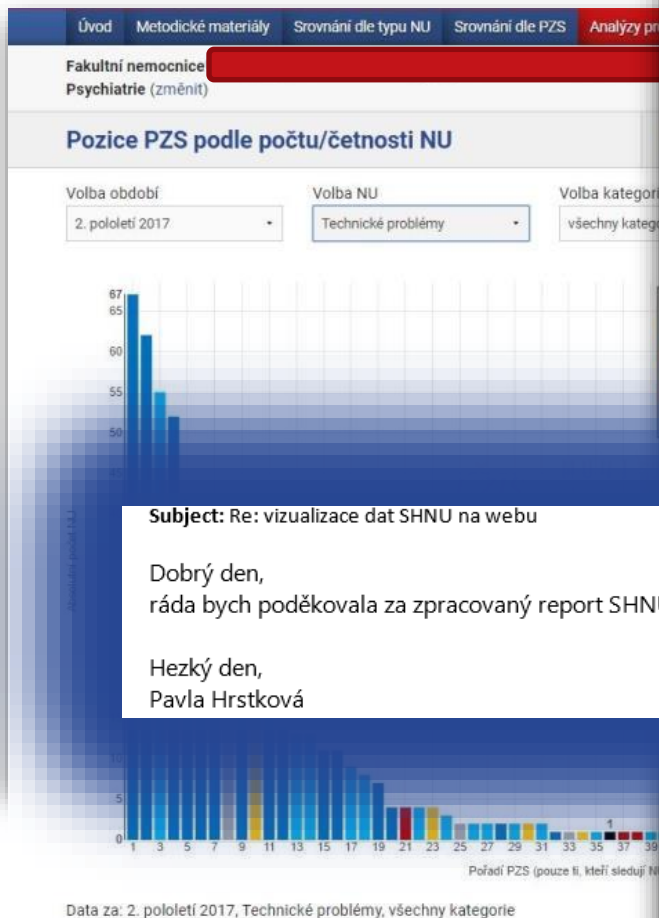 Úvod Metodické materiály Srovnání dle typu NU Srovnání dle PZS Analýzy pr
Fakultní nemocnice
Psychiatrie (změnit)
Pozice PZS podle počtu/četnosti NU
Volba období Volba NU Volba kategori
2. pololetí 2017 Technické problémy všechny katego
67
65
60
55
50
Subject: Re: vizualizace dat SHNU na webu
Dobrý den,
ráda bych poděkovala za zpracovaný report SHNU
Hezký den,
Pavla Hrstková
10
5
0
1
1 3 5 7 9 11 13 15 17 19 21 23 25 27 29 31 33 35 37 39
Pořadí PZS (pouze ti, kteří sledují N
Data za: 2. pololetí 2017, Technické problémy, všechny kategorie